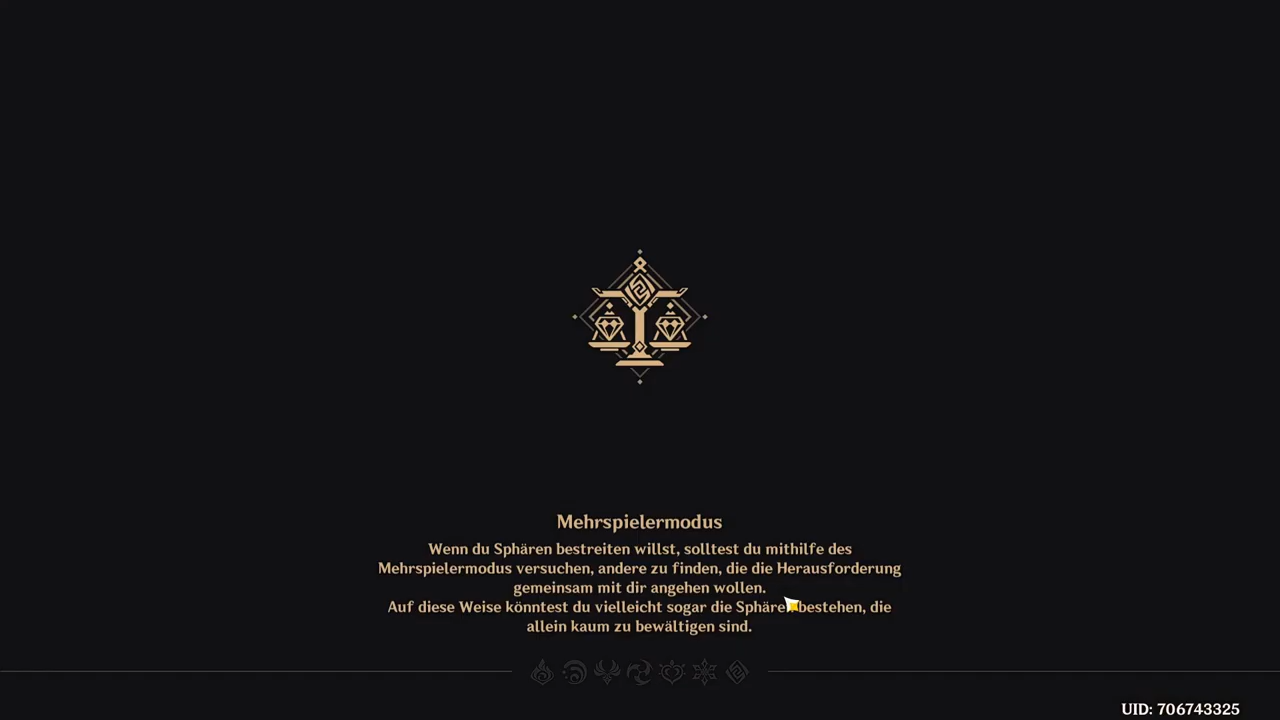 Mehrspielermodus
Wenn du Sphären bestreiten willst, solltest du mithilfe des
Mehrspielermodus versuchen, andere zu finden, die die Herausforderung
gemeinsam mit dir angehen wollen.
Auf diese Weise könntest du vielleicht sogar die Sphären bestehen, die
allein kaum zu bewältigen sind.
UID: 706743325